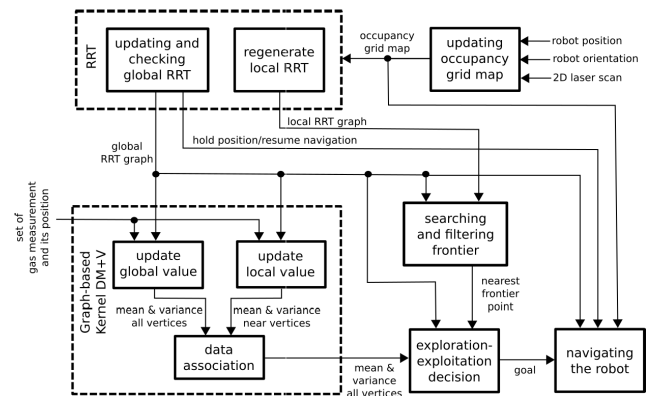 RRT
updating and
checking
global RRT
regenerate
local RRT
occupancy
grid map
updating
occupancy
grid map
robot position
robot orientation
2D laser scan
local RRT graph
global
RRT graph
hold position/resume navigation
set of
gas measurement
and its position
Graph-based
Kernel DM+V
update
global value
update
local value
searching
and filtering
frontier
mean & variance
all vertices
mean & variance
near vertices
nearest
frontier
point
data
association
mean &
variance
all vertices
exploration-
exploitation
decision
goal
navigating
the robot